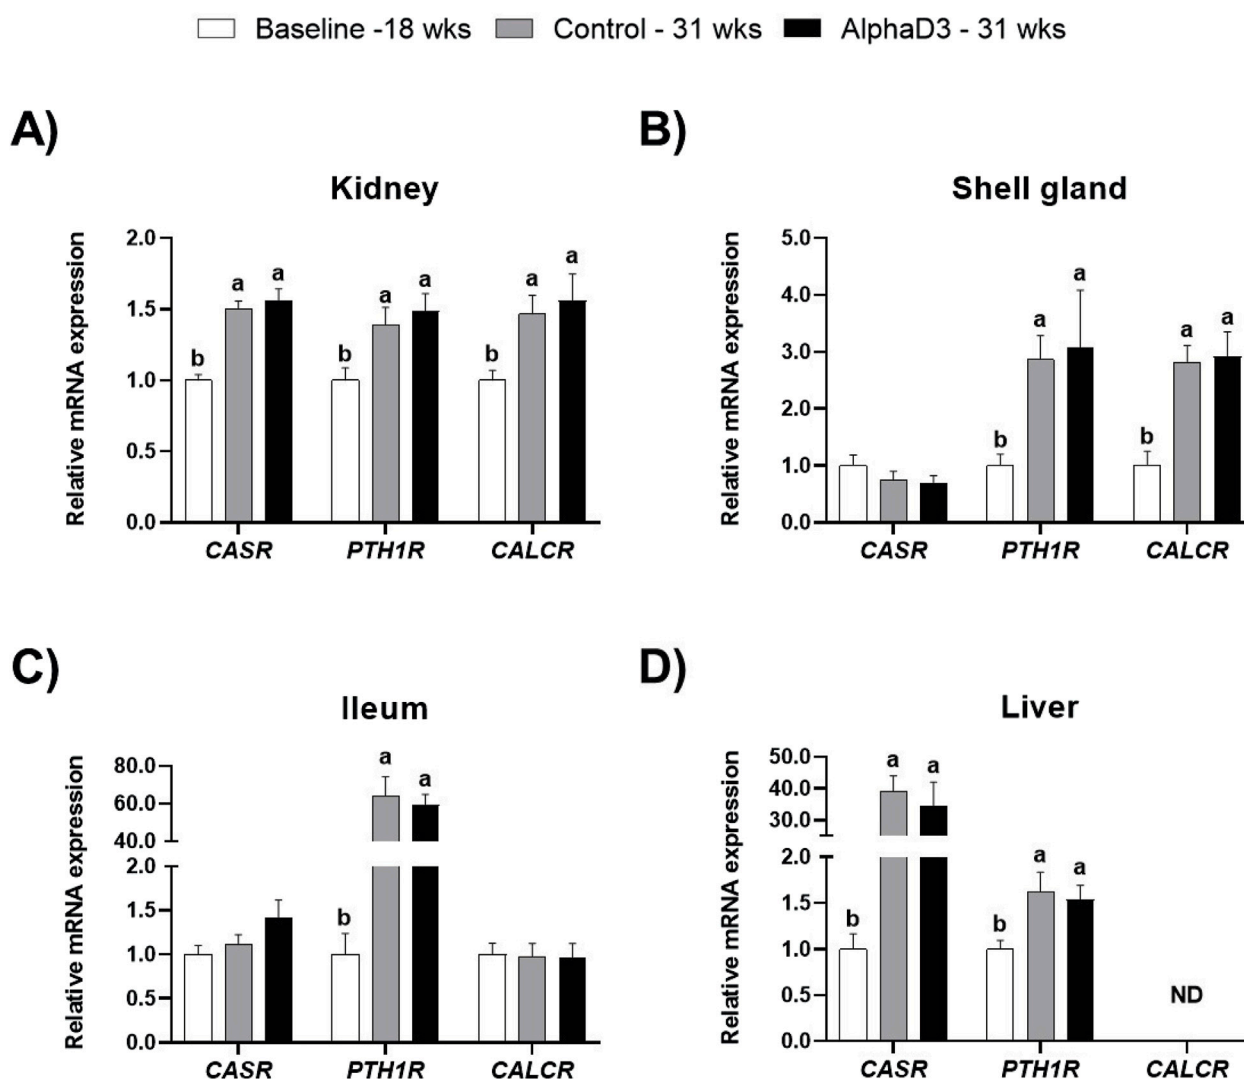 Baseline -18 wks Control - 31 wks AlphaD3 - 31 wks
A)
Kidney
Relative mRNA expression
2.0
1.5
1.0
0.5
0.0
b a a b a a b a a
CASR PTH1R CALCR
B)
Shell gland
Relative mRNA expression
5.0
4.0
3.0
2.0
1.0
0.0
b a a b a a
CASR PTH1R CALCR
C)
Ileum
Relative mRNA expression
80.0
60.0
40.0
2.0
1.5
1.0
0.5
0.0
b a a
CASR PTH1R CALCR
D)
Liver
Relative mRNA expression
50.0
40.0
30.0
2.0
1.5
1.0
0.5
0.0
b a a b a a
ND
CASR PTH1R CALCR